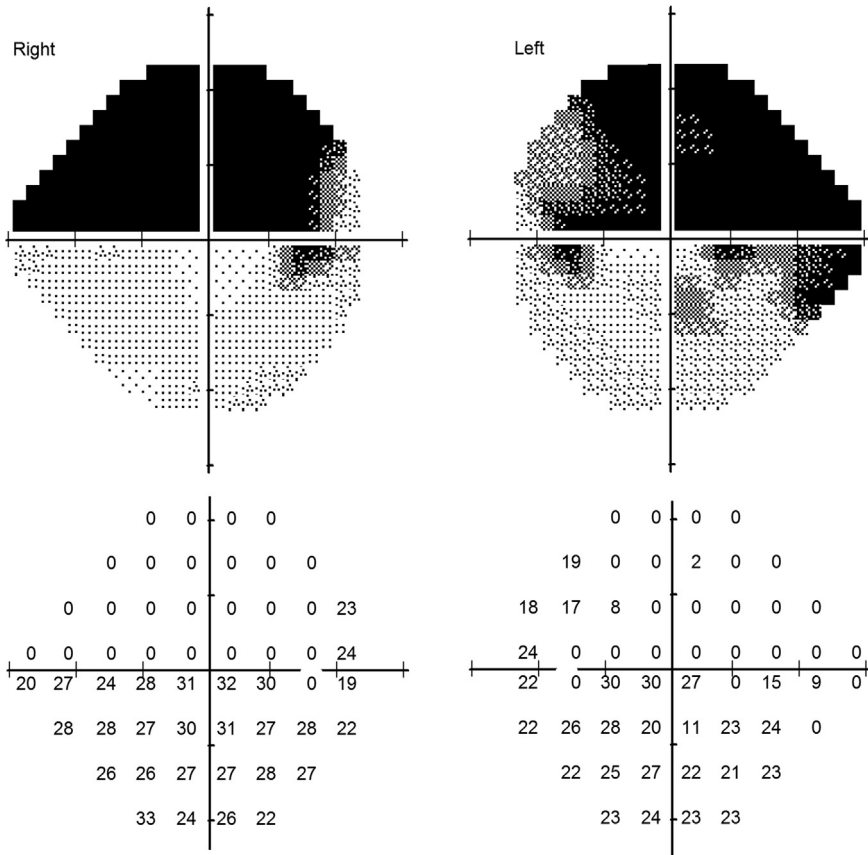 Right Left
0 0 0 0 0 0 0 0
0 0 0 0 0 0 19 0 0 2 0 0
0 0 0 0 0 0 0 23 18 17 8 0 0 0 0 0
0 0 0 0 0 0 0 0 24 24 0 0 0 0 0 0 0 0
20 27 24 28 31 32 30 0 19 22 0 30 30 27 0 15 9 0
28 28 27 30 31 27 28 22 22 26 28 20 11 23 24 0
26 26 27 27 28 27 22 25 27 22 21 23
33 24 26 22 23 24 23 23